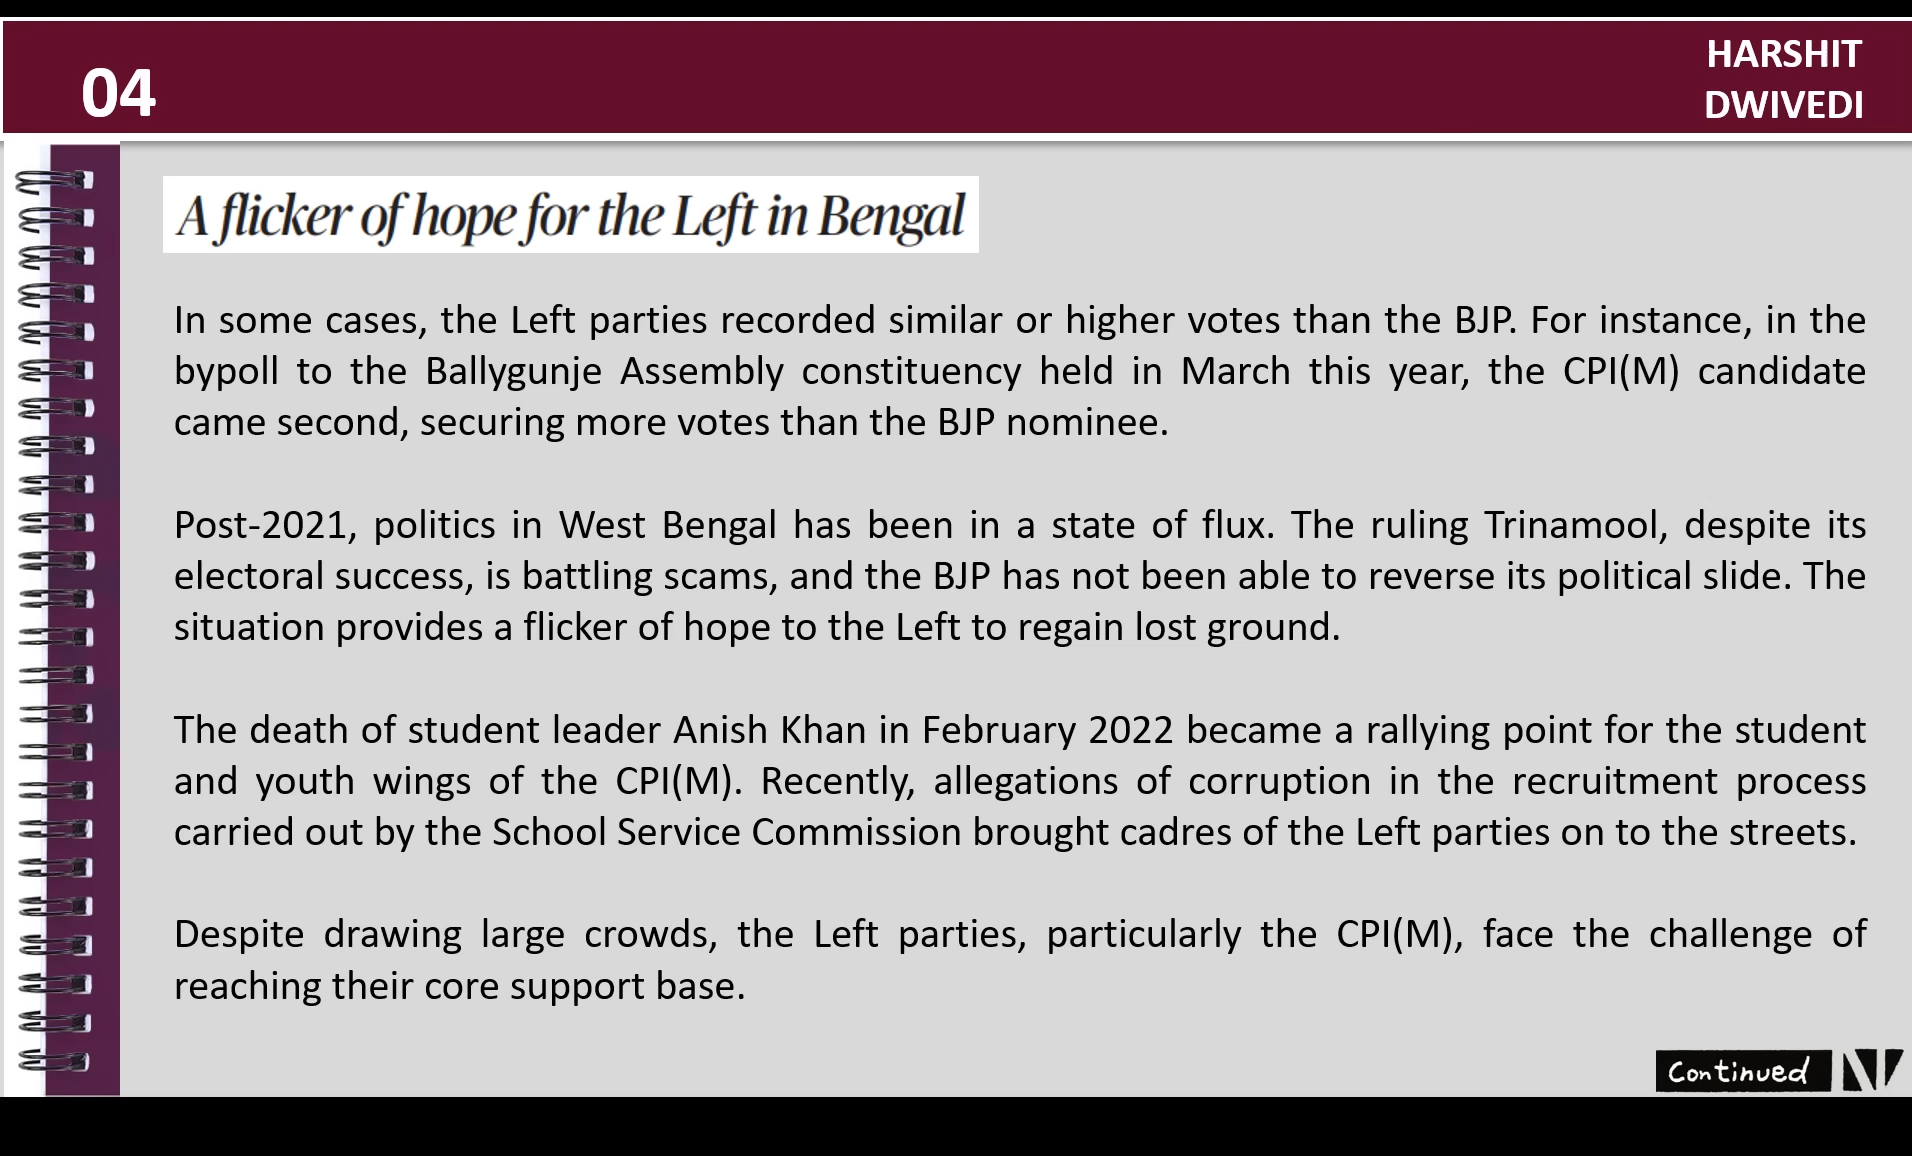 04
HARSHIT
DWIVEDI
A flicker of hope for the Left in Bengal
In some cases, the Left parties recorded similar or higher votes than the BJP. For instance, in the
bypoll to the Ballygunje Assembly constituency held in March this year, the CPI(M) candidate
came second, securing more votes than the BJP nominee.
Post-2021, politics in West Bengal has been in a state of flux. The ruling Trinamool, despite its
electoral success, is battling scams, and the BJP has not been able to reverse its political slide. The
situation provides a flicker of hope to the Left to regain lost ground.
The death of student leader Anish Khan in February 2022 became a rallying point for the student
and youth wings of the CPI(M). Recently, allegations of corruption in the recruitment process
carried out by the School Service Commission brought cadres of the Left parties on to the streets.
Despite drawing large crowds, the Left parties, particularly the CPI(M), face the challenge of
reaching their core support base.
Continued